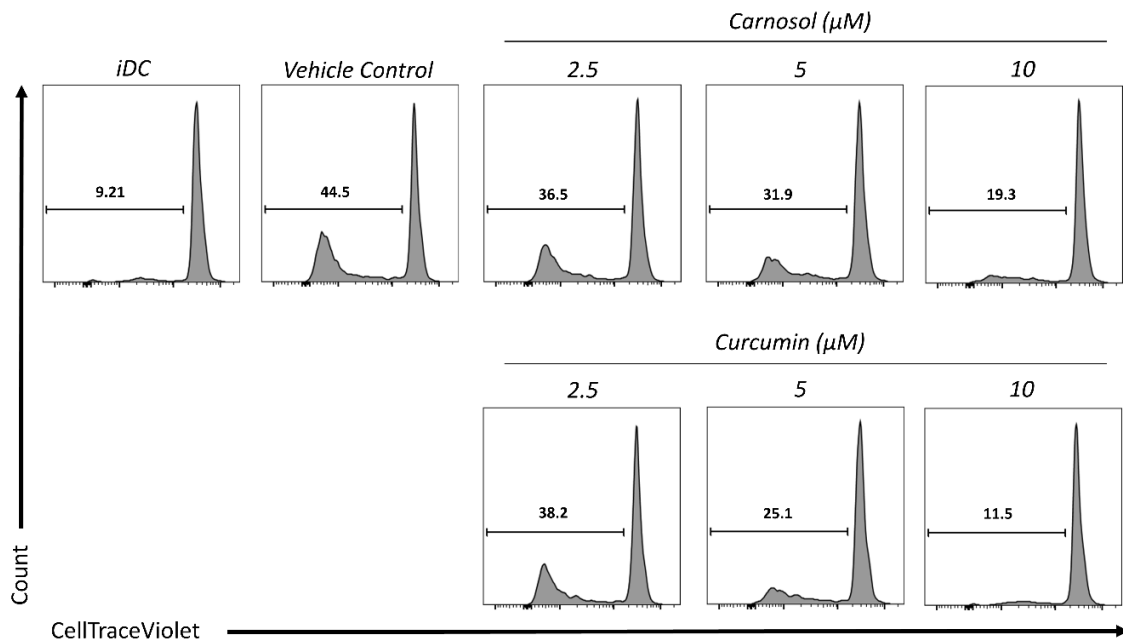 Carnosol (µM)
iDC Vehicle Control 2.5 5 10
9.21 44.5 36.5 31.9 19.3
Curcumin (µM)
2.5 5 10
38.2 25.1 11.5
Count
CellTraceViolet